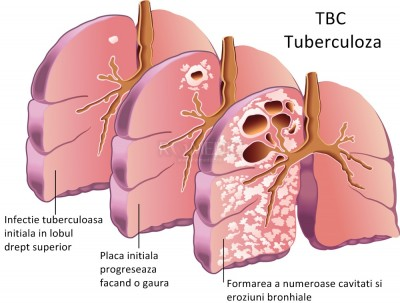 TBC
Tuberculoza
Infectie tuberculoasa
initiala in lobul
drept superior
Placa initiala
progreseaza
facand o gaura
Formarea a numeroase cavitati si
eroziuni bronhiale